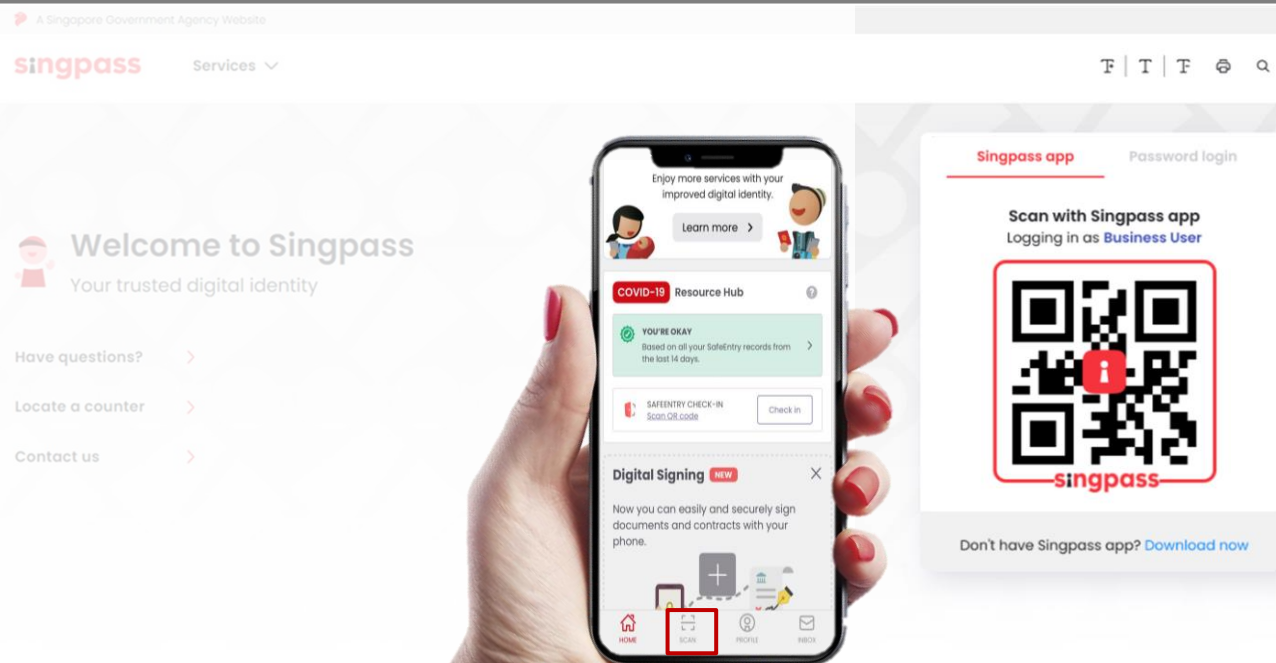 A Singapore Government Agency Website
singpass
Services
Welcome to Singpass
Your trusted digital identity
Have questions?
Locate a counter
Contact us
Enjoy more services with your
improved digital identity.
Learn more
COVID-19 Resource Hub
YOU'RE OKAY
Based on all your SafeEntry records from
the last 14 days.
SAFEENTRY CHECK-IN
Scan QR code
Check in
Digital Signing NEW
Now you can easily and securely sign
documents and contracts with your
phone.
HOME SCAN PROFILE INBOX
T T T
Singpass app Password login
Scan with Singpass app
Logging in as Business User
singpass
Don't have Singpass app? Download now